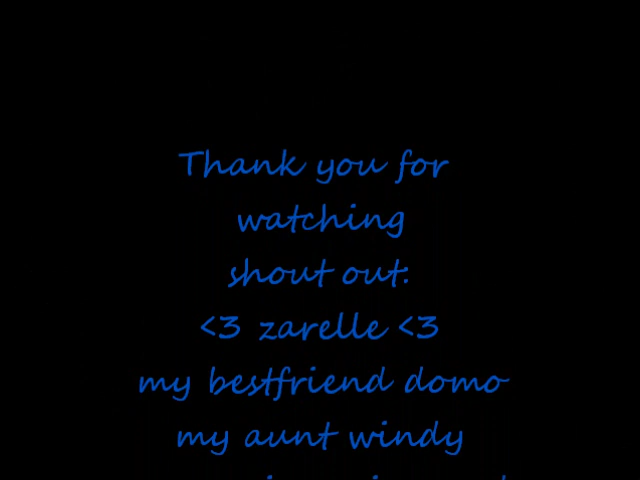 Thank you for
watching
shout out:
<3 zarelle <3
my bestfriend domo
my aunt windy